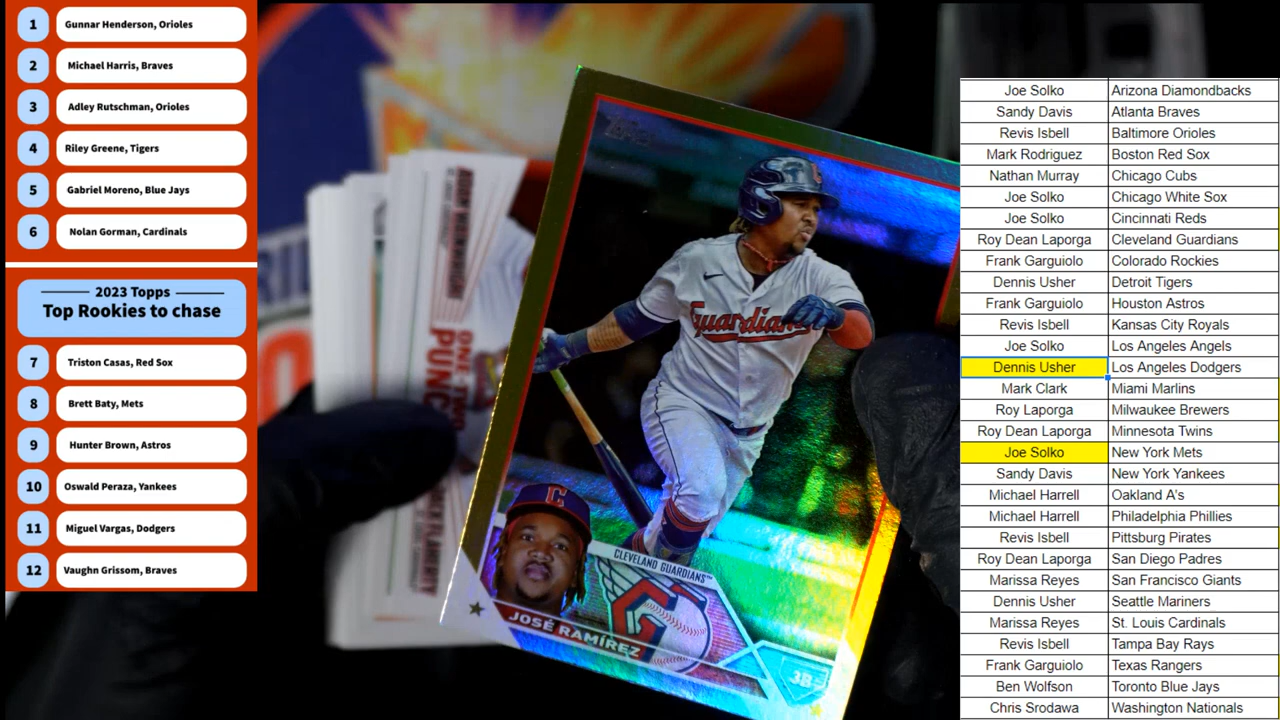 1 Gunnar Henderson, Orioles
2 Michael Harris, Braves
3 Adley Rutschman, Orioles
4 Riley Greene, Tigers
5 Gabriel Moreno, Blue Jays
6 Nolan Gorman, Cardinals
2023 Topps
Top Rookies to chase
7 Triston Casas, Red Sox
8 Brett Baty, Mets
9 Hunter Brown, Astros
10 Oswald Peraza, Yankees
11 Miguel Vargas, Dodgers
12 Vaughn Grissom, Braves
ONE-TWO
PUNC
JACK FLAHERTY
Topps
Guardians
C
CLEVELAND GUARDIANS™
JOSÉ RAMÍREZ
3B
Joe Solko Arizona Diamondbacks
Sandy Davis Atlanta Braves
Revis Isbell Baltimore Orioles
Mark Rodriguez Boston Red Sox
Nathan Murray Chicago Cubs
Joe Solko Chicago White Sox
Joe Solko Cincinnati Reds
Roy Dean Laporga Cleveland Guardians
Frank Garguiolo Colorado Rockies
Dennis Usher Detroit Tigers
Frank Garguiolo Houston Astros
Revis Isbell Kansas City Royals
Joe Solko Los Angeles Angels
Dennis Usher Los Angeles Dodgers
Mark Clark Miami Marlins
Roy Laporga Milwaukee Brewers
Roy Dean Laporga Minnesota Twins
Joe Solko New York Mets
Sandy Davis New York Yankees
Michael Harrell Oakland A's
Michael Harrell Philadelphia Phillies
Revis Isbell Pittsburg Pirates
Roy Dean Laporga San Diego Padres
Marissa Reyes San Francisco Giants
Dennis Usher Seattle Mariners
Marissa Reyes St. Louis Cardinals
Revis Isbell Tampa Bay Rays
Frank Garguiolo Texas Rangers
Ben Wolfson Toronto Blue Jays
Chris Srodawa Washington Nationals